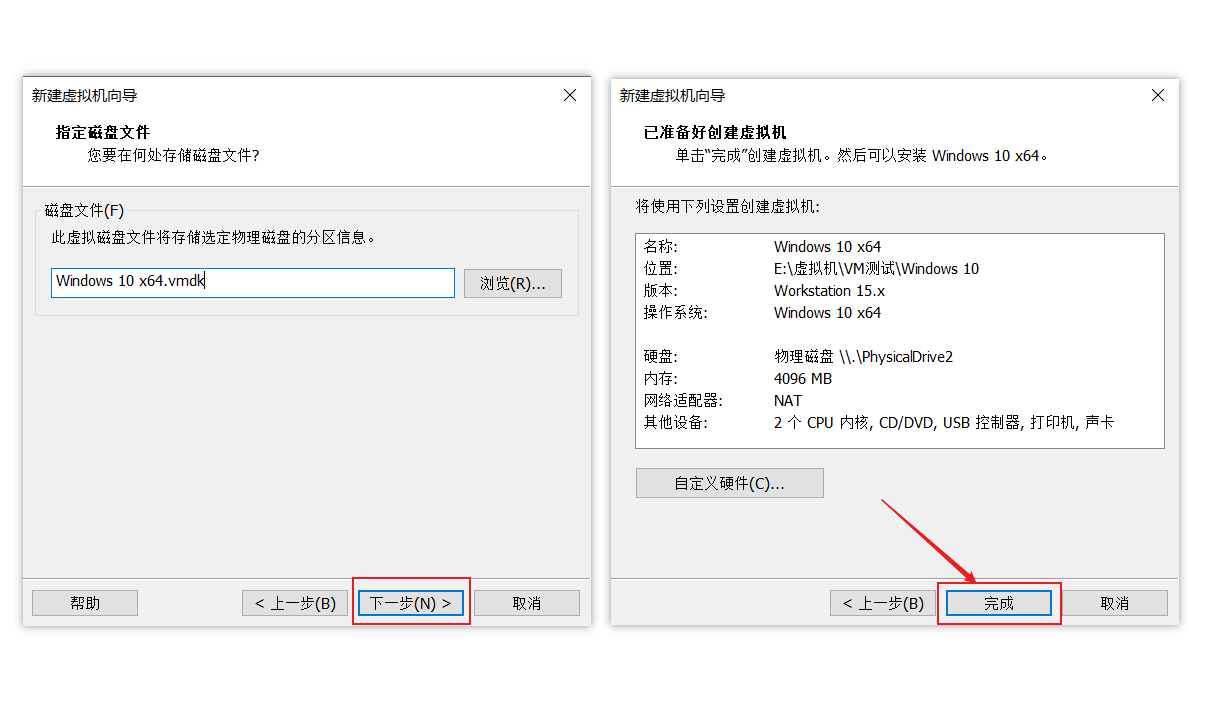 新建虚拟机向导
指定磁盘文件
您要在何处存储磁盘文件?
磁盘文件(F)
此虚拟磁盘文件将存储选定物理磁盘的分区信息。
Windows 10 x64.vmdk
浏览(R)...
帮助
< 上一步(B)
下一步(N) >
取消
新建虚拟机向导
已准备好创建虚拟机
单击“完成”创建虚拟机。然后可以安装 Windows 10 x64。
将使用下列设置创建虚拟机:
名称: Windows 10 x64
位置: E:\虚拟机\VM测试\Windows 10
版本: Workstation 15.x
操作系统: Windows 10 x64
硬盘: 物理磁盘 \\.\PhysicalDrive2
内存: 4096 MB
网络适配器: NAT
其他设备: 2 个 CPU 内核, CD/DVD, USB 控制器, 打印机, 声卡
自定义硬件(C)...
< 上一步(B)
完成
取消